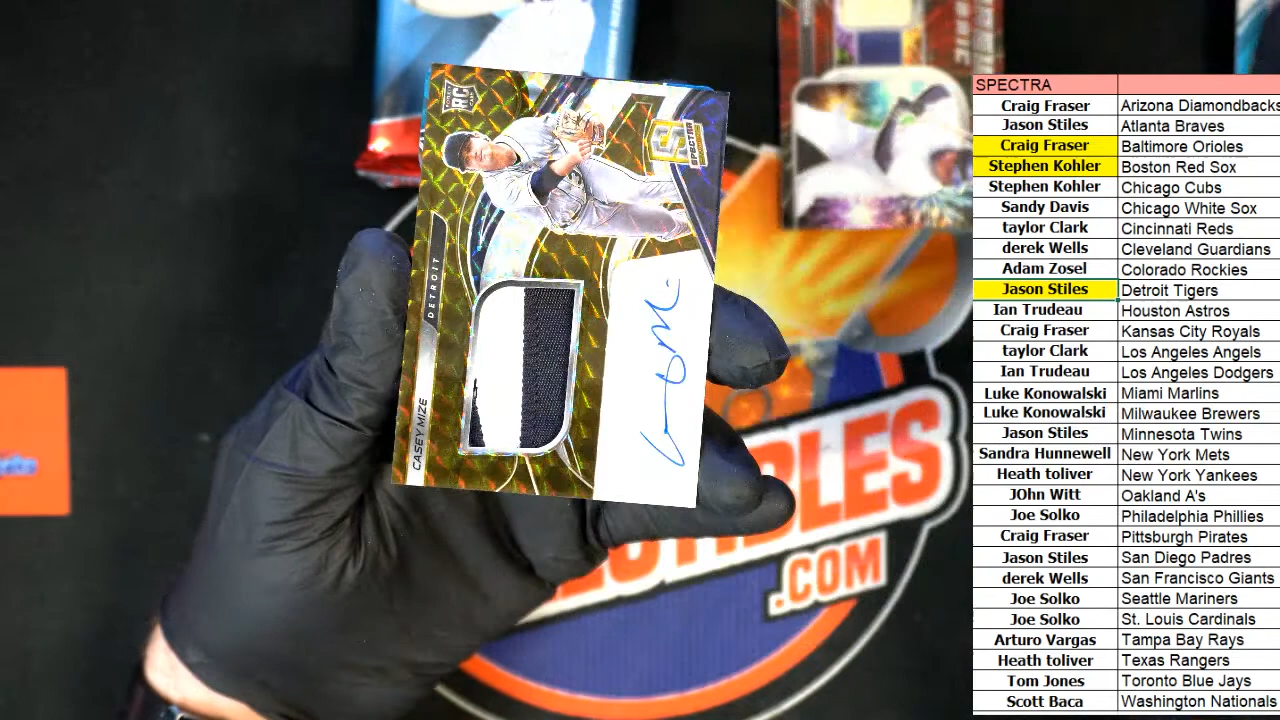 RC
SPECTRA
DETROIT
CASEY MIZE
BLES
.COM
SPECTRA
Craig Fraser Arizona Diamondbacks
Jason Stiles Atlanta Braves
Craig Fraser Baltimore Orioles
Stephen Kohler Boston Red Sox
Stephen Kohler Chicago Cubs
Sandy Davis Chicago White Sox
taylor Clark Cincinnati Reds
derek Wells Cleveland Guardians
Adam Zosel Colorado Rockies
Jason Stiles Detroit Tigers
Ian Trudeau Houston Astros
Craig Fraser Kansas City Royals
taylor Clark Los Angeles Angels
Ian Trudeau Los Angeles Dodgers
Luke Konowalski Miami Marlins
Luke Konowalski Milwaukee Brewers
Jason Stiles Minnesota Twins
Sandra Hunnewell New York Mets
Heath toliver New York Yankees
JOhn Witt Oakland A's
Joe Solko Philadelphia Phillies
Craig Fraser Pittsburgh Pirates
Jason Stiles San Diego Padres
derek Wells San Francisco Giants
Joe Solko Seattle Mariners
Joe Solko St. Louis Cardinals
Arturo Vargas Tampa Bay Rays
Heath toliver Texas Rangers
Tom Jones Toronto Blue Jays
Scott Baca Washington Nationals